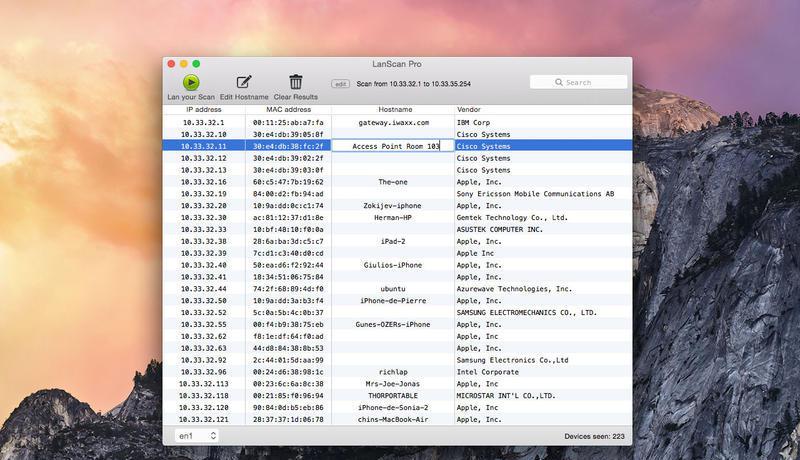 LanScan Pro
Lan your Scan Edit Hostname Clear Results edit Scan from 10.33.32.1 to 10.33.35.254 Search
IP address MAC address Hostname Vendor
10.33.32.1 00:11:25:ab:a7:fa gateway.iwaxx.com IBM Corp
10.33.32.10 30:e4:db:39:05:8f Cisco Systems
10.33.32.11 30:e4:db:38:fc:2f Access Point Room 103 Cisco Systems
10.33.32.12 30:e4:db:39:02:2f Cisco Systems
10.33.32.13 30:e4:db:39:03:0f Cisco Systems
10.33.32.16 60:c5:47:7b:19:62 The-one Apple, Inc.
10.33.32.19 84:00:d2:fb:94:ad Sony Ericsson Mobile Communications AB
10.33.32.20 10:9a:dd:0c:c1:74 Zokijev-iphone Apple, Inc.
10.33.32.30 ac:81:12:37:d1:8e Herman-HP Gemtek Technology Co., Ltd.
10.33.32.33 10:bf:48:10:f0:0a ASUSTEK COMPUTER INC.
10.33.32.38 28:6a:ba:3d:c5:c7 iPad-2 Apple, Inc.
10.33.32.39 7c:d1:c3:40:d0:cd Apple Inc
10.33.32.40 50:ea:d6:f2:92:44 Giulios-iPhone Apple, Inc.
10.33.32.41 18:34:51:06:75:84 Apple, Inc.
10.33.32.44 74:2f:68:89:4d:f0 ubuntu Azurewave Technologies, Inc.
10.33.32.50 10:9a:dd:3a:b3:f4 iPhone-de-Pierre Apple, Inc.
10.33.32.52 5c:0a:5b:4c:0b:37 SAMSUNG ELECTROMECHANICS CO., LTD.
10.33.32.55 00:f4:b9:38:75:eb Gunes-OZERs-iPhone Apple, Inc.
10.33.32.62 f8:1e:df:64:f0:ad Apple, Inc.
10.33.32.63 44:d8:84:38:8b:53 Apple, Inc.
10.33.32.92 2c:44:01:5d:aa:99 Samsung Electronics Co.,Ltd
10.33.32.96 00:24:d6:38:98:1c richlap Intel Corporate
10.33.32.113 00:23:6c:6a:8c:38 Mrs-Joe-Jonas Apple, Inc.
10.33.32.118 00:21:85:f0:96:94 THORPORTABLE MICROSTAR INT'L CO.,LTD.
10.33.32.120 90:84:0d:b5:eb:86 iPhone-de-Sonia-2 Apple, Inc.
10.33.32.121 28:37:37:1d:06:78 chins-MacBook-Air Apple, Inc.
en1 Devices seen: 223